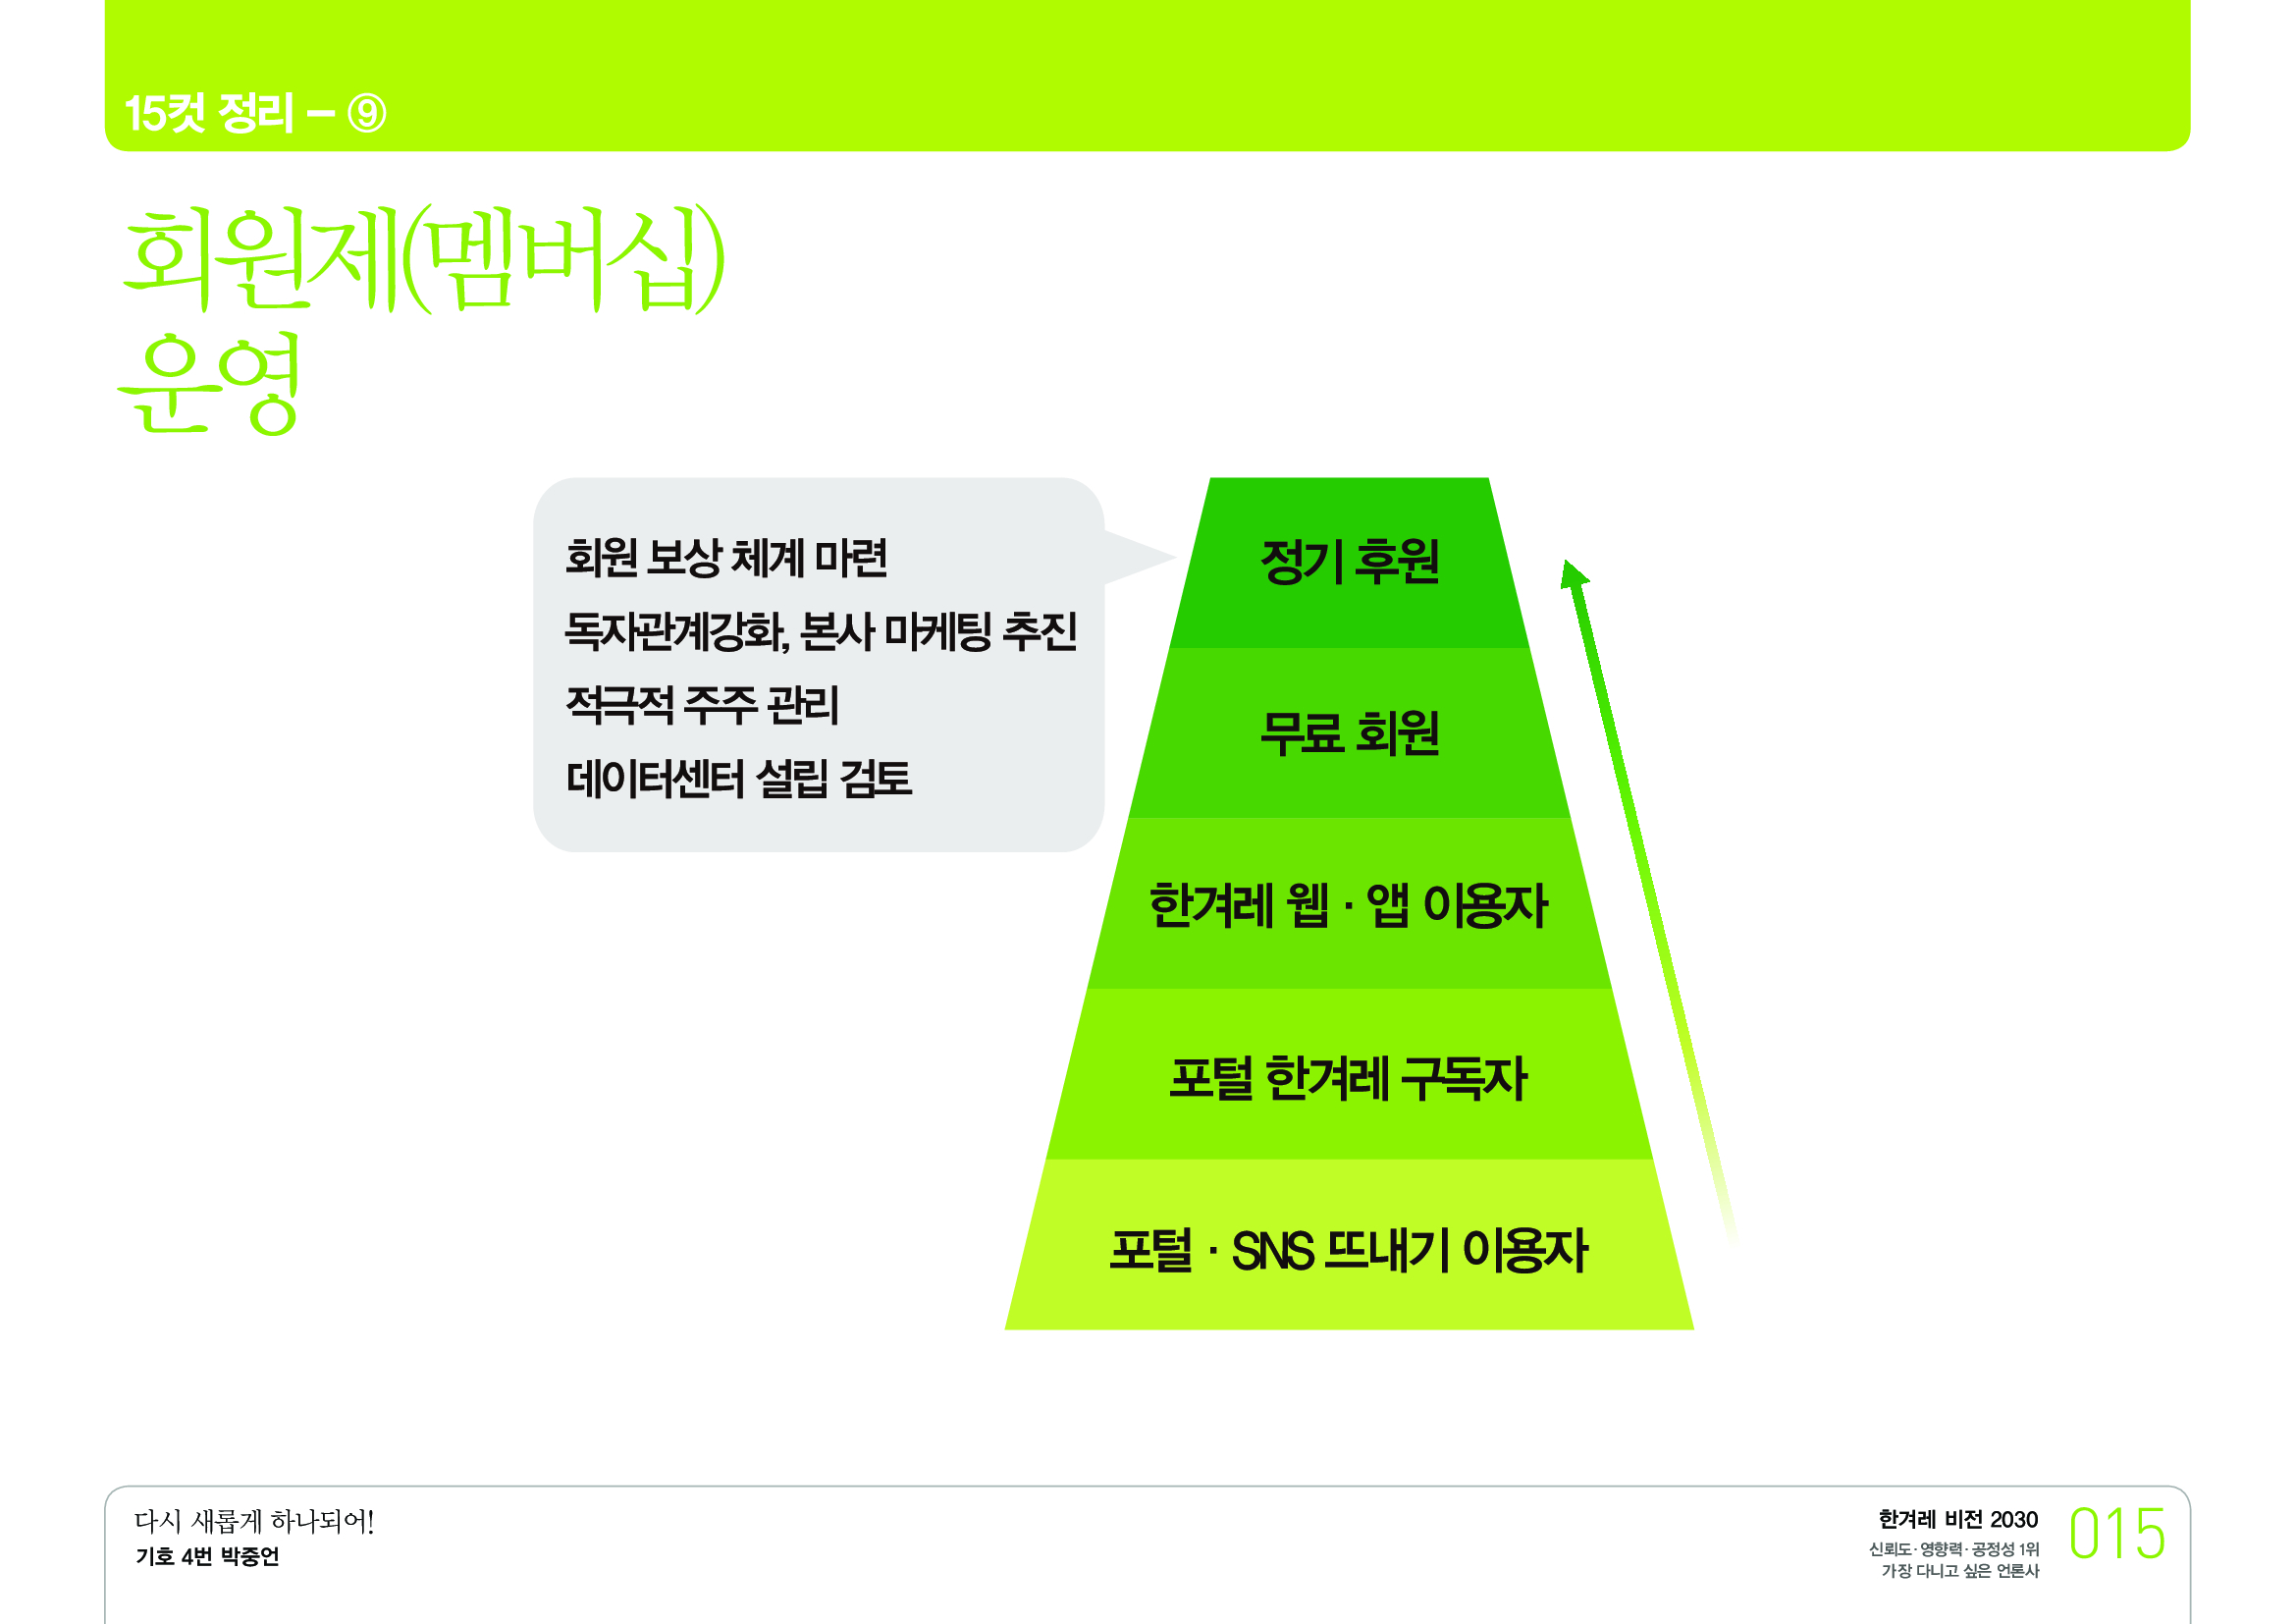 15컷 정리 – ⑨
회원제(멤버십)
운영
회원 보상 체계 마련
독자관계강화, 본사 마케팅 추진
적극적 주주 관리
데이터센터 설립 검토
정기 후원
무료 회원
한겨레 웹 · 앱 이용자
포털 한겨레 구독자
포털 · SNS 뜨내기 이용자
다시 새롭게 하나되어!
기호 4번 박중언
한겨레 비전 2030
신뢰도·영향력·공정성 1위
가장 다니고 싶은 언론사
015